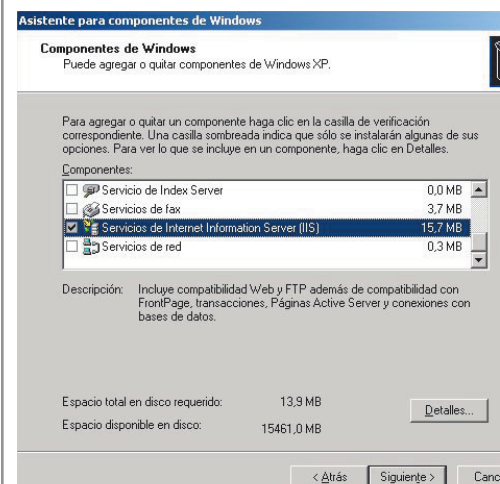 Asistente para componentes de Windows
Componentes de Windows
Puede agregar o quitar componentes de Windows XP.
Para agregar o quitar un componente haga clic en la casilla de verificación
correspondiente. Una casilla sombreada indica que sólo se instalarán algunas de sus
opciones. Para ver lo que se incluye en un componente, haga clic en Detalles.
Componentes:
Servicio de Index Server 0,0 MB
Servicios de fax 3,7 MB
Servicios de Internet Information Server (IIS) 15,7 MB
Servicios de red 0,3 MB
Descripción: Incluye compatibilidad Web y FTP además de compatibilidad con
FrontPage, transacciones, Páginas Active Server y conexiones con
bases de datos.
Espacio total en disco requerido: 13,9 MB
Detalles...
Espacio disponible en disco: 15461,0 MB
< Atrás Siguiente > Canc